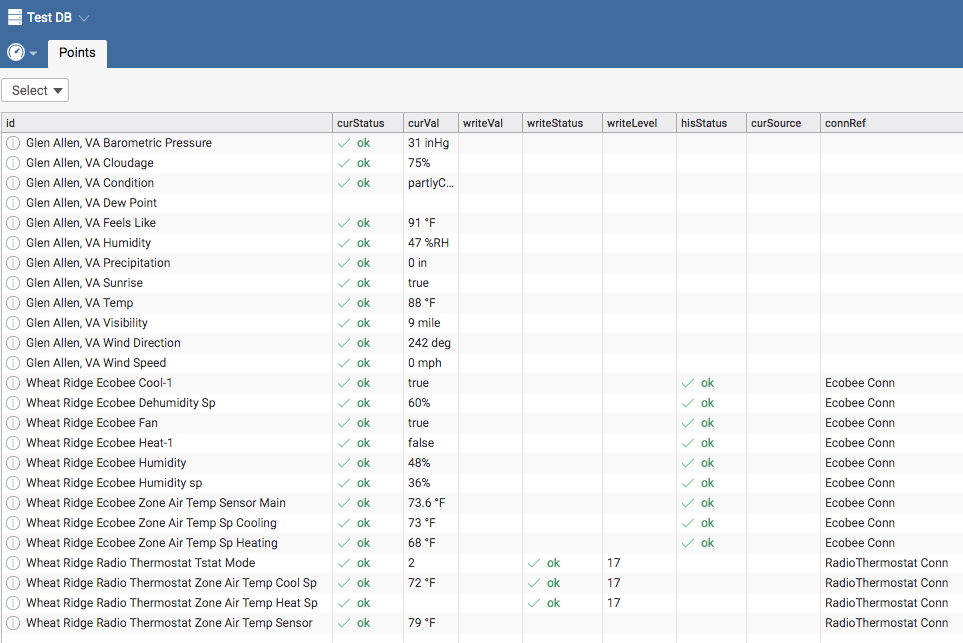 Test DB
Points
Select
id curStatus curVal writeVal writeStatus writeLevel hisStatus curSource connRef
Glen Allen, VA Barometric Pressure ok 31 inHg
Glen Allen, VA Cloudage ok 75%
Glen Allen, VA Condition ok partlyC...
Glen Allen, VA Dew Point
Glen Allen, VA Feels Like ok 91 °F
Glen Allen, VA Humidity ok 47 %RH
Glen Allen, VA Precipitation ok 0 in
Glen Allen, VA Sunrise ok true
Glen Allen, VA Temp ok 88 °F
Glen Allen, VA Visibility ok 9 mile
Glen Allen, VA Wind Direction ok 242 deg
Glen Allen, VA Wind Speed ok 0 mph
Wheat Ridge Ecobee Cool-1 ok true ok Ecobee Conn
Wheat Ridge Ecobee Dehumidity Sp ok 60% ok Ecobee Conn
Wheat Ridge Ecobee Fan ok true ok Ecobee Conn
Wheat Ridge Ecobee Heat-1 ok false ok Ecobee Conn
Wheat Ridge Ecobee Humidity ok 48% ok Ecobee Conn
Wheat Ridge Ecobee Humidity sp ok 36% ok Ecobee Conn
Wheat Ridge Ecobee Zone Air Temp Sensor Main ok 73.6 °F ok Ecobee Conn
Wheat Ridge Ecobee Zone Air Temp Sp Cooling ok 73 °F ok Ecobee Conn
Wheat Ridge Ecobee Zone Air Temp Sp Heating ok 68 °F ok Ecobee Conn
Wheat Ridge Radio Thermostat Tstat Mode ok 2 ok 17 RadioThermostat Conn
Wheat Ridge Radio Thermostat Zone Air Temp Cool Sp ok 72 °F ok 17 RadioThermostat Conn
Wheat Ridge Radio Thermostat Zone Air Temp Heat Sp ok ok 17 RadioThermostat Conn
Wheat Ridge Radio Thermostat Zone Air Temp Sensor ok 79 °F RadioThermostat Conn